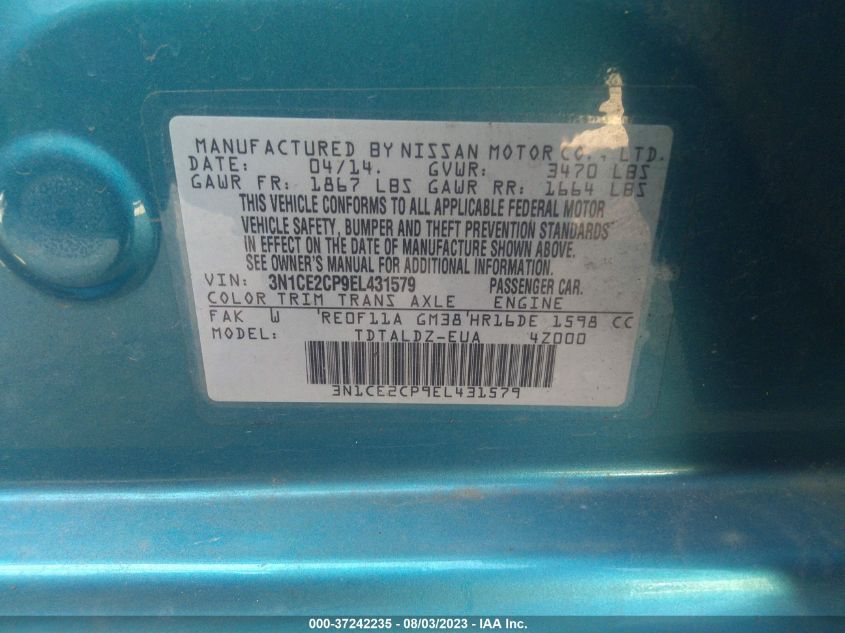 MANUFACTURED BY NISSAN MOTOR CO., LTD.
DATE: 04/14. GVWR: 3470 LBS
GAWR FR: 1867 LBS GAWR RR: 1664 LBS
THIS VEHICLE CONFORMS TO ALL APPLICABLE FEDERAL MOTOR
VEHICLE SAFETY, BUMPER AND THEFT PREVENTION STANDARDS
IN EFFECT ON THE DATE OF MANUFACTURE SHOWN ABOVE.
SEE OWNER'S MANUAL FOR ADDITIONAL INFORMATION.
VIN: 3N1CE2CP9EL431579 PASSENGER CAR.
COLOR TRIM TRANS AXLE ENGINE
FAK W 'RE0F11A GM38'HR16DE 1598 CC
MODEL: TDTALDZ-EUA 4Z000
3N1CE2CP9EL431579
000-37242235 - 08/03/2023 - IAA Inc.